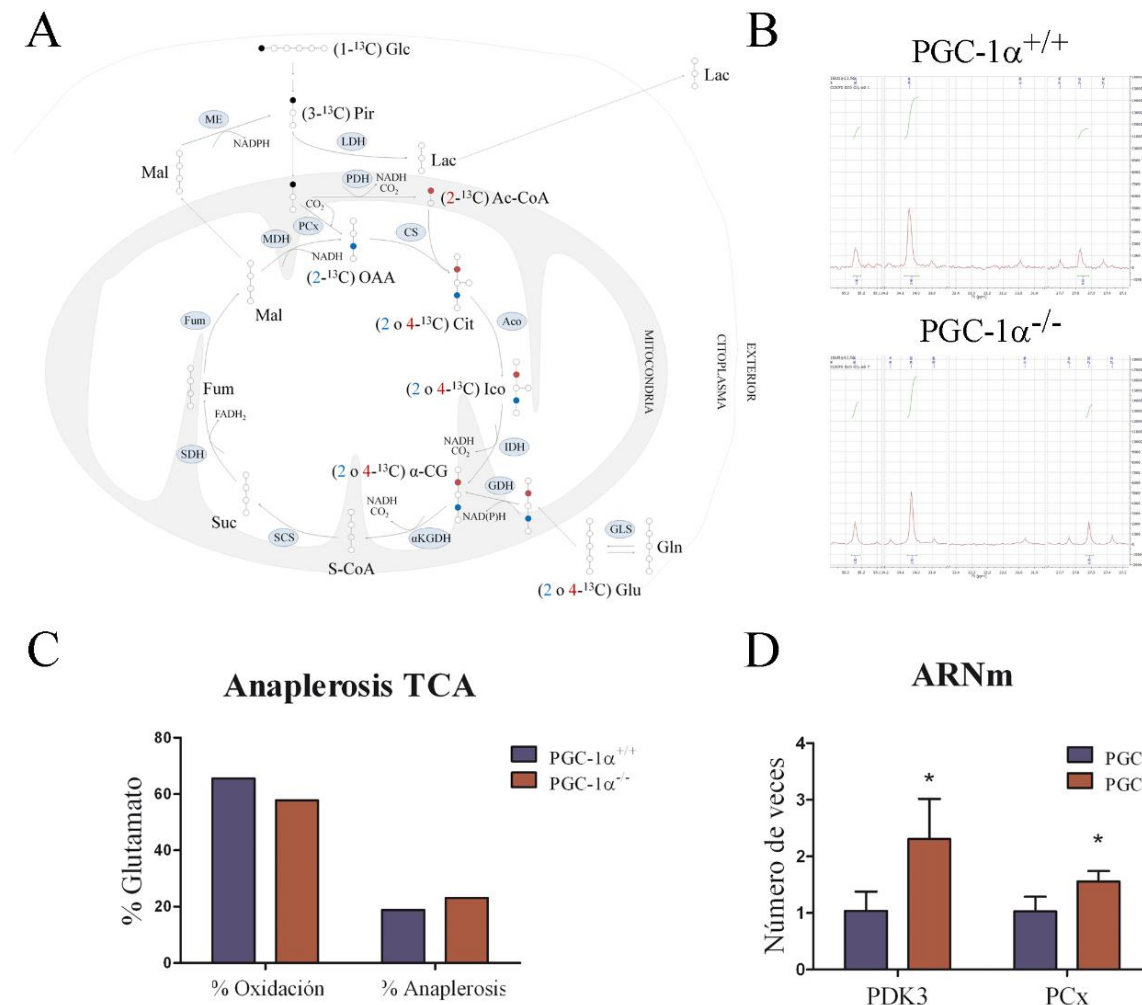 A
(1-¹³C) Glc
(3-¹³C) Pir
ME
NADPH
LDH
Lac
Lac
Mal
PDH
NADH
CO₂
(2-¹³C) Ac-CoA
CO₂
PCx
MDH
NADH
CS
(2-¹³C) OAA
Mal
(2 o 4-¹³C) Cit
Aco
Fum
Fum
FADH₂
(2 o 4-¹³C) Ico
MITOCONDRIA
CITOPLASMA
EXTERIOR
NADH
CO₂
IDH
SDH
(2 o 4-¹³C) α-CG
GDH
NADH
CO₂
NAD(P)H
Suc
SCS
αKGDH
GLS
S-CoA
Gln
(2 o 4-¹³C) Glu
B
PGC-1α⁺/⁺
PGC-1α⁻/⁻
C
Anaplerosis TCA
% Glutamato
80
60
40
20
0
% Oxidación
% Anaplerosis
PGC-1α⁺/⁺
PGC-1α⁻/⁻
D
ARNm
Número de veces
4
3
2
1
0
*
*
PDK3
PCx
PGC
PGC